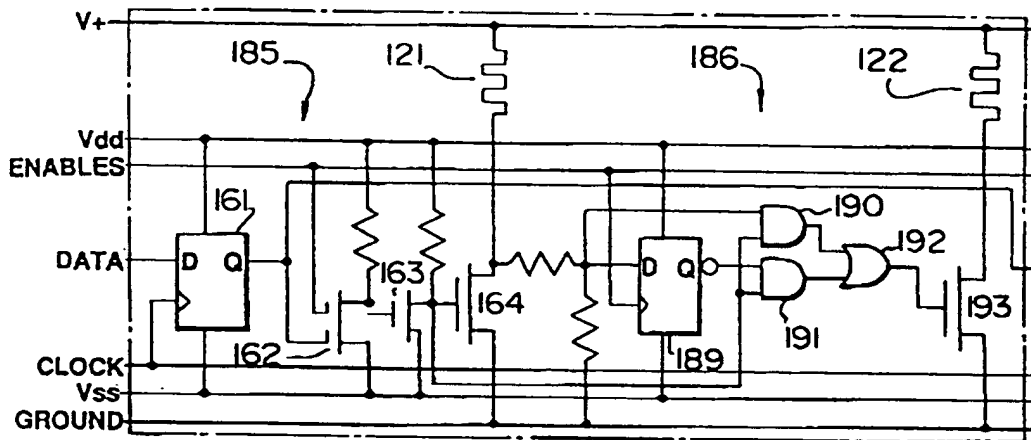 V+
185
121
186
122
Vdd
ENABLES
161
190
DATA
D Q
163
164
D Q
192
193
162
189
191
CLOCK
Vss
GROUND